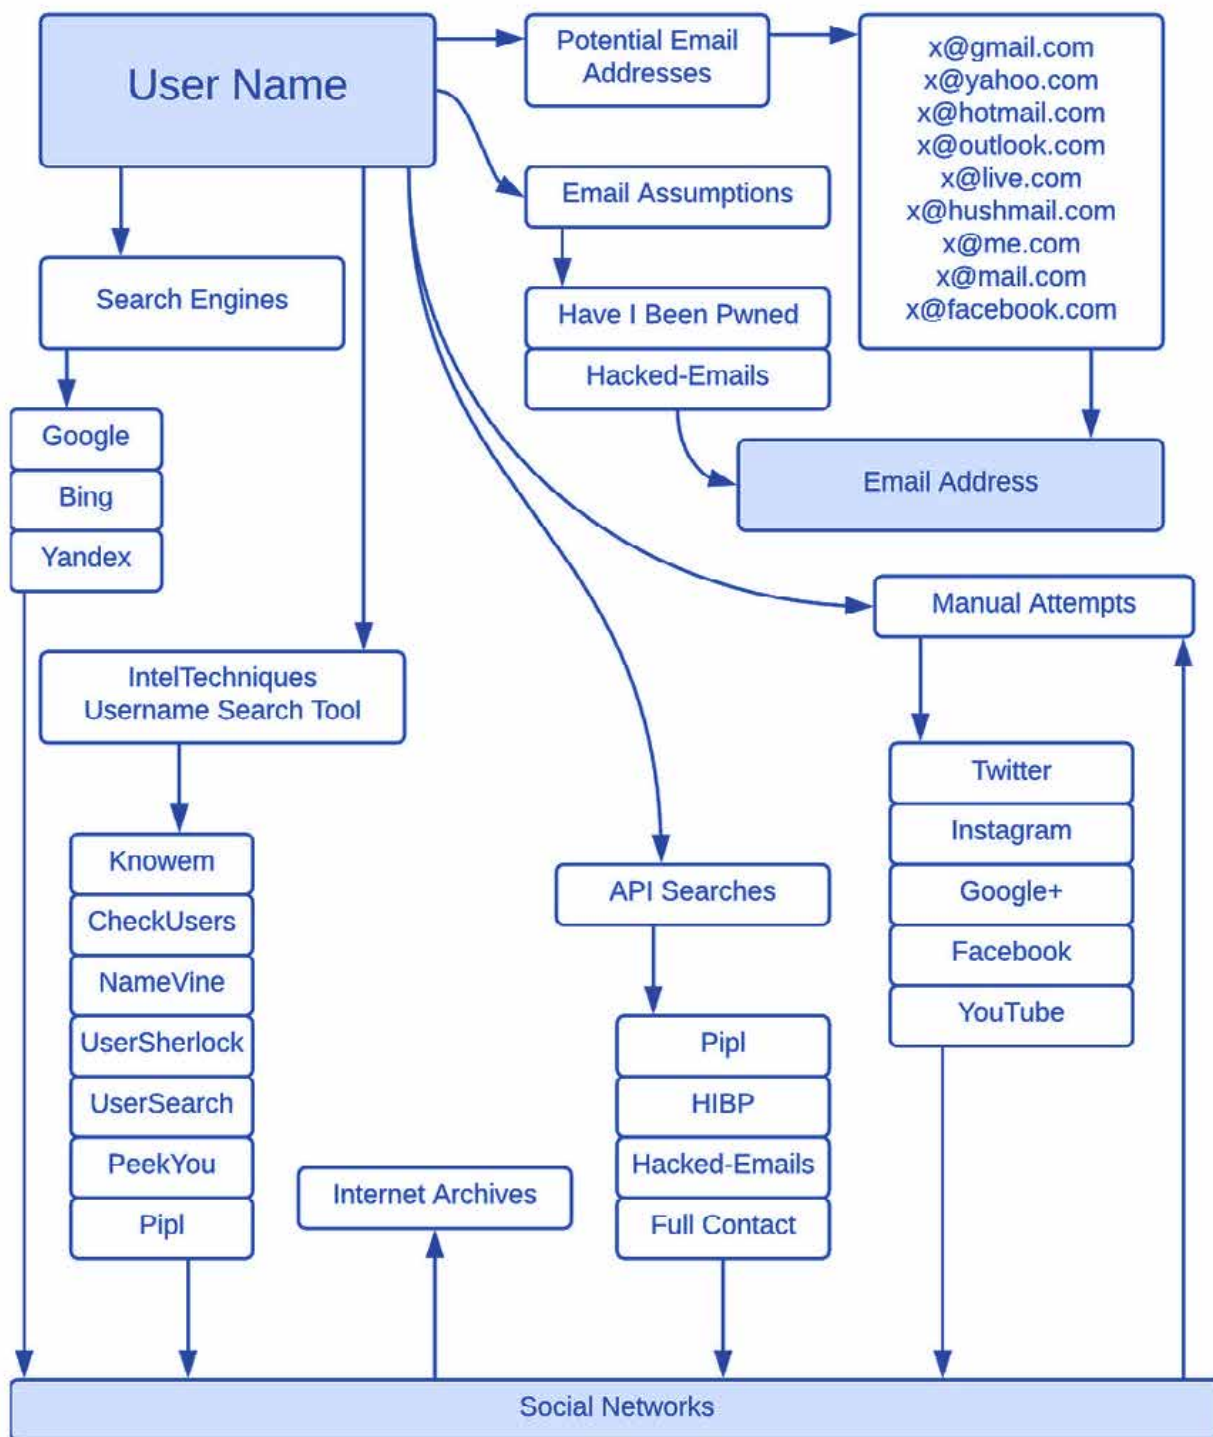 User Name
Potential Email
Addresses
x@gmail.com
x@yahoo.com
x@hotmail.com
x@outlook.com
x@live.com
x@hushmail.com
x@me.com
x@mail.com
x@facebook.com
Email Assumptions
Have I Been Pwned
Hacked-Emails
Email Address
Search Engines
Google
Bing
Yandex
Manual Attempts
Twitter
Instagram
Google+
Facebook
YouTube
IntelTechniques
Username Search Tool
Knowem
CheckUsers
NameVine
UserSherlock
UserSearch
PeekYou
Pipl
API Searches
Pipl
HIBP
Hacked-Emails
Full Contact
Internet Archives
Social Networks